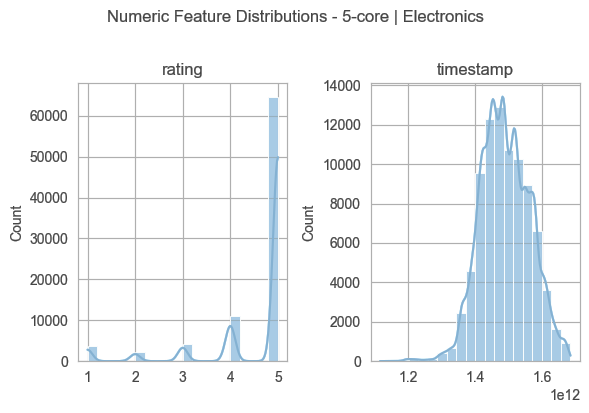 Numeric Feature Distributions - 5-core | Electronics
rating
Count
60000
50000
40000
30000
20000
10000
0
1 2 3 4 5
timestamp
Count
14000
12000
10000
8000
6000
4000
2000
0
1.2 1.4 1.6
1e12